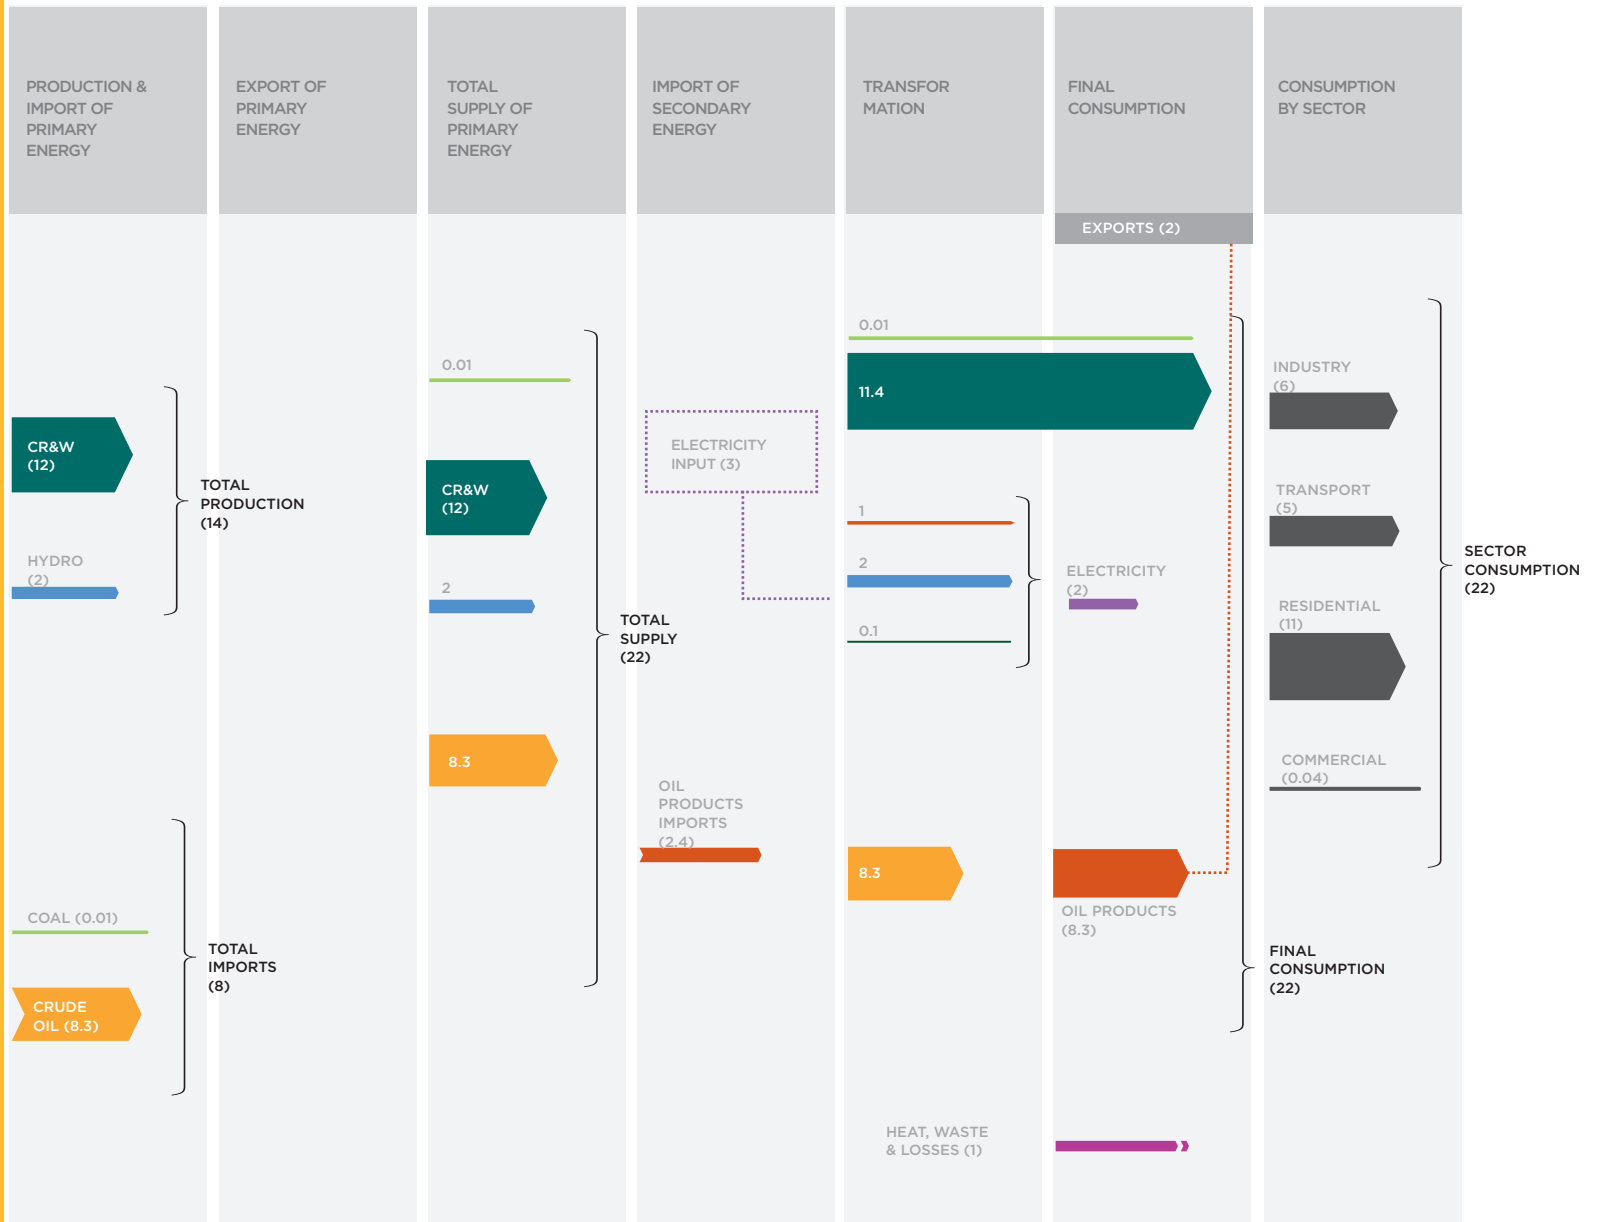 PRODUCTION &
IMPORT OF
PRIMARY
ENERGY
EXPORT OF
PRIMARY
ENERGY
TOTAL
SUPPLY OF
PRIMARY
ENERGY
IMPORT OF
SECONDARY
ENERGY
TRANSFOR
MATION
FINAL
CONSUMPTION
CONSUMPTION
BY SECTOR
EXPORTS (2)
CR&W
(12)
HYDRO
(2)
TOTAL
PRODUCTION
(14)
COAL (0.01)
CRUDE
OIL (8.3)
TOTAL
IMPORTS
(8)
0.01
CR&W
(12)
2
8.3
TOTAL
SUPPLY
(22)
ELECTRICITY
INPUT (3)
OIL
PRODUCTS
IMPORTS
(2.4)
0.01
11.4
1
2
0.1
8.3
HEAT, WASTE
& LOSSES (1)
ELECTRICITY
(2)
OIL PRODUCTS
(8.3)
FINAL
CONSUMPTION
(22)
INDUSTRY
(6)
TRANSPORT
(5)
RESIDENTIAL
(11)
COMMERCIAL
(0.04)
SECTOR
CONSUMPTION
(22)